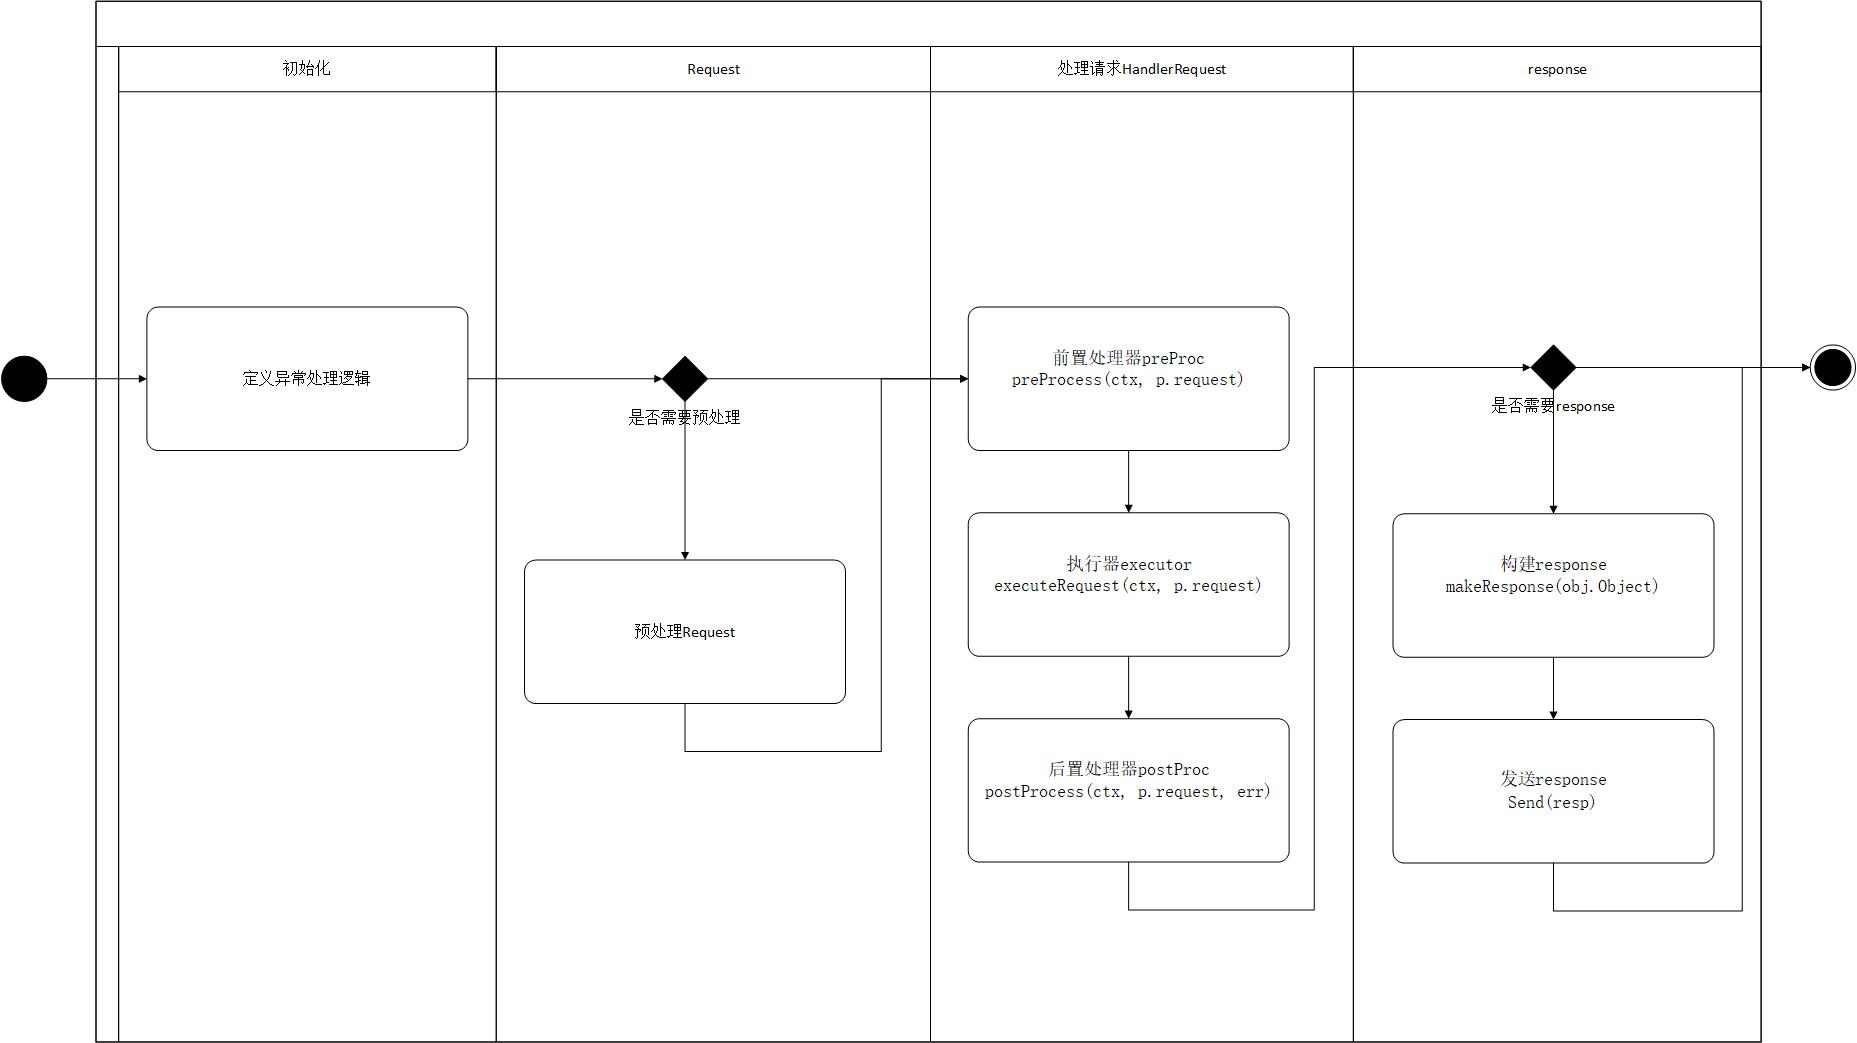 初始化
Request
处理请求HandlerRequest
response
定义异常处理逻辑
是否需要预处理
预处理Request
前置处理器preProc
preProcess(ctx, p.request)
执行器executor
executeRequest(ctx, p.request)
后置处理器postProc
postProcess(ctx, p.request, err)
是否需要response
构建response
makeResponse(obj.Object)
发送response
Send(resp)